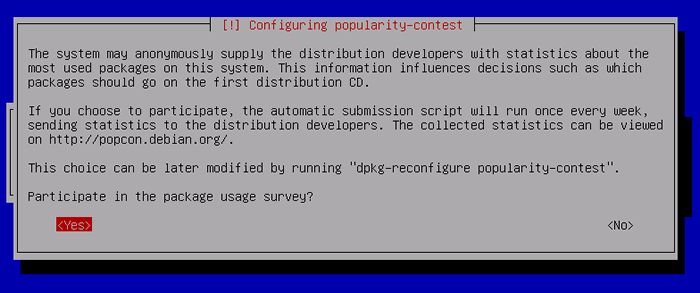 [!] Configuring popularity-contest
The system may anonymously supply the distribution developers with statistics about the
most used packages on this system. This information influences decisions such as which
packages should go on the first distribution CD.
If you choose to participate, the automatic submission script will run once every week,
sending statistics to the distribution developers. The collected statistics can be viewed
on http://popcon.debian.org/.
This choice can be later modified by running "dpkg-reconfigure popularity-contest".
Participate in the package usage survey?
<Yes> <No>